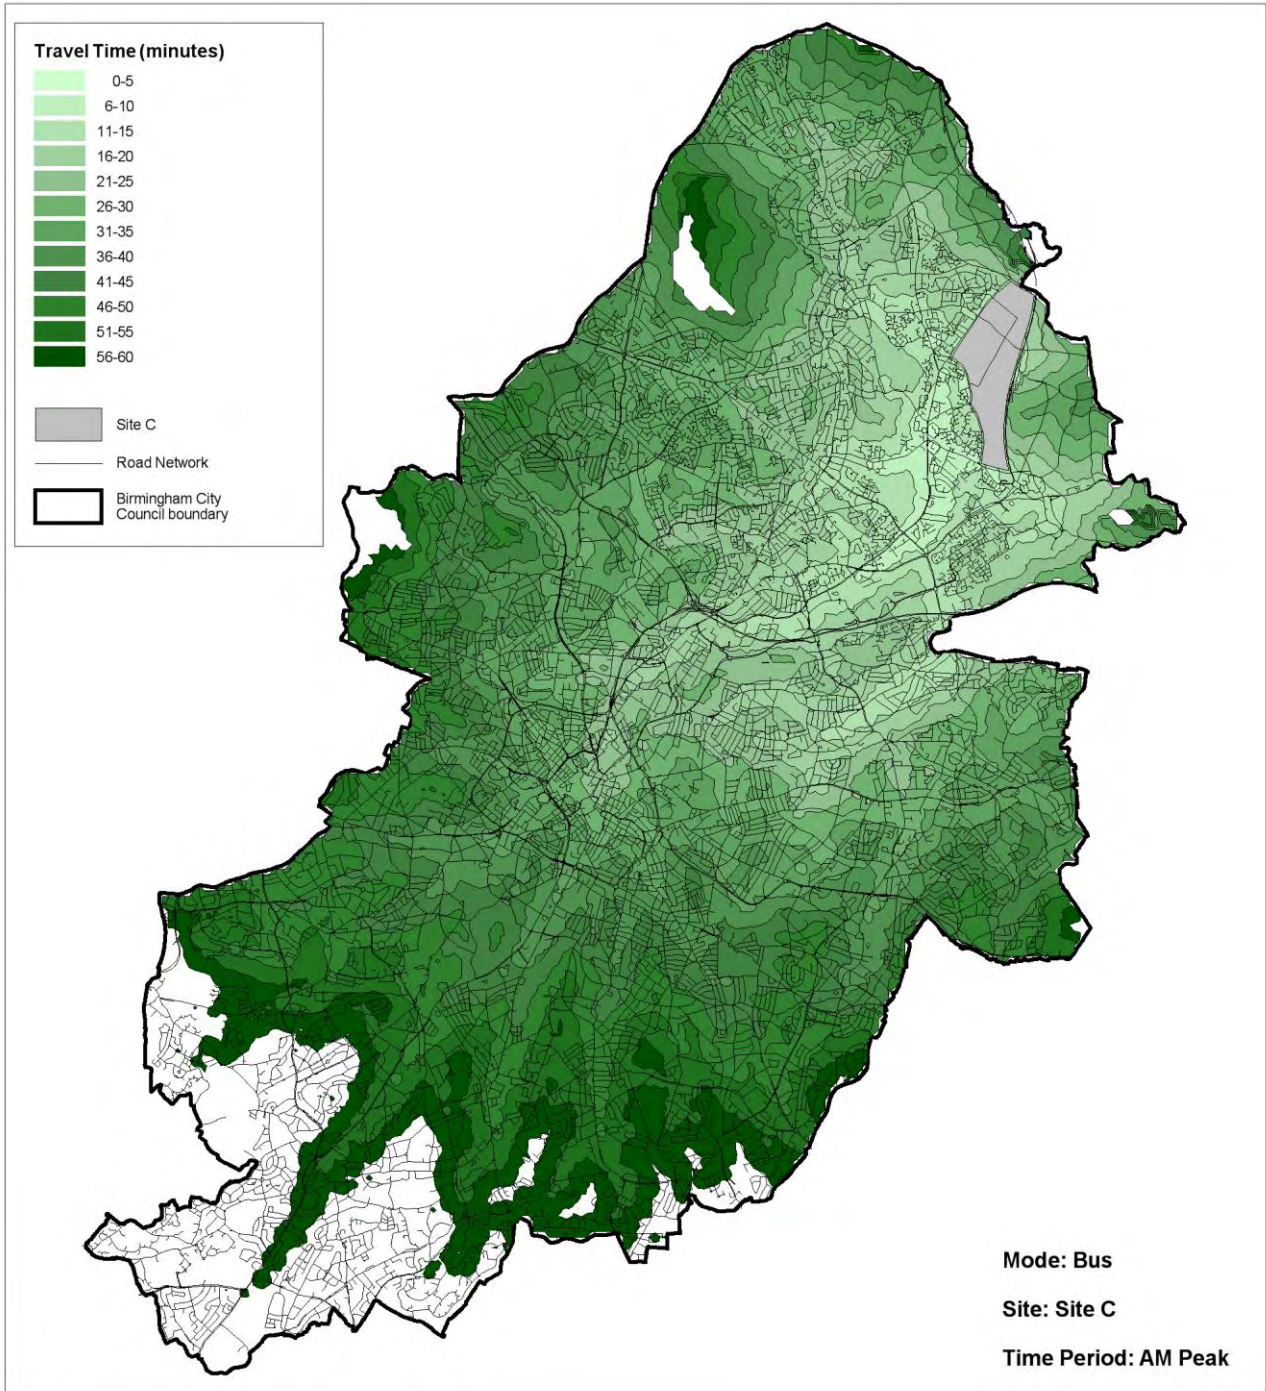 Travel Time (minutes)
0-5
6-10
11-15
16-20
21-25
26-30
31-35
36-40
41-45
46-50
51-55
56-60
Site C
Road Network
Birmingham City
Council boundary
Mode: Bus
Site: Site C
Time Period: AM Peak